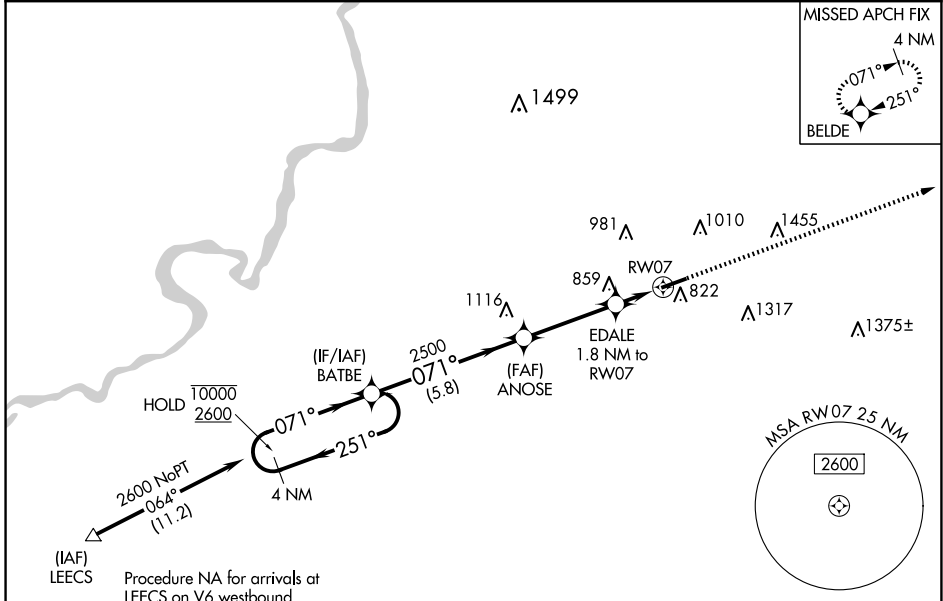 MISSED APCH FIX
4 NM
071°
251°
BELDE
1499
981
1010
1455
RW07
859
822
1116
1317
1375±
EDALE
1.8 NM to
RW07
(IF/IAF)
BATBE
2500
071°
(5.8)
(FAF)
ANOSE
HOLD
10000
2600
071°
251°
4 NM
2600 NoPT
064°
(11.2)
(IAF)
LEECS
MSA RW07 25 NM
2600
Procedure NA for arrivals at
LEECS on V6 westbound